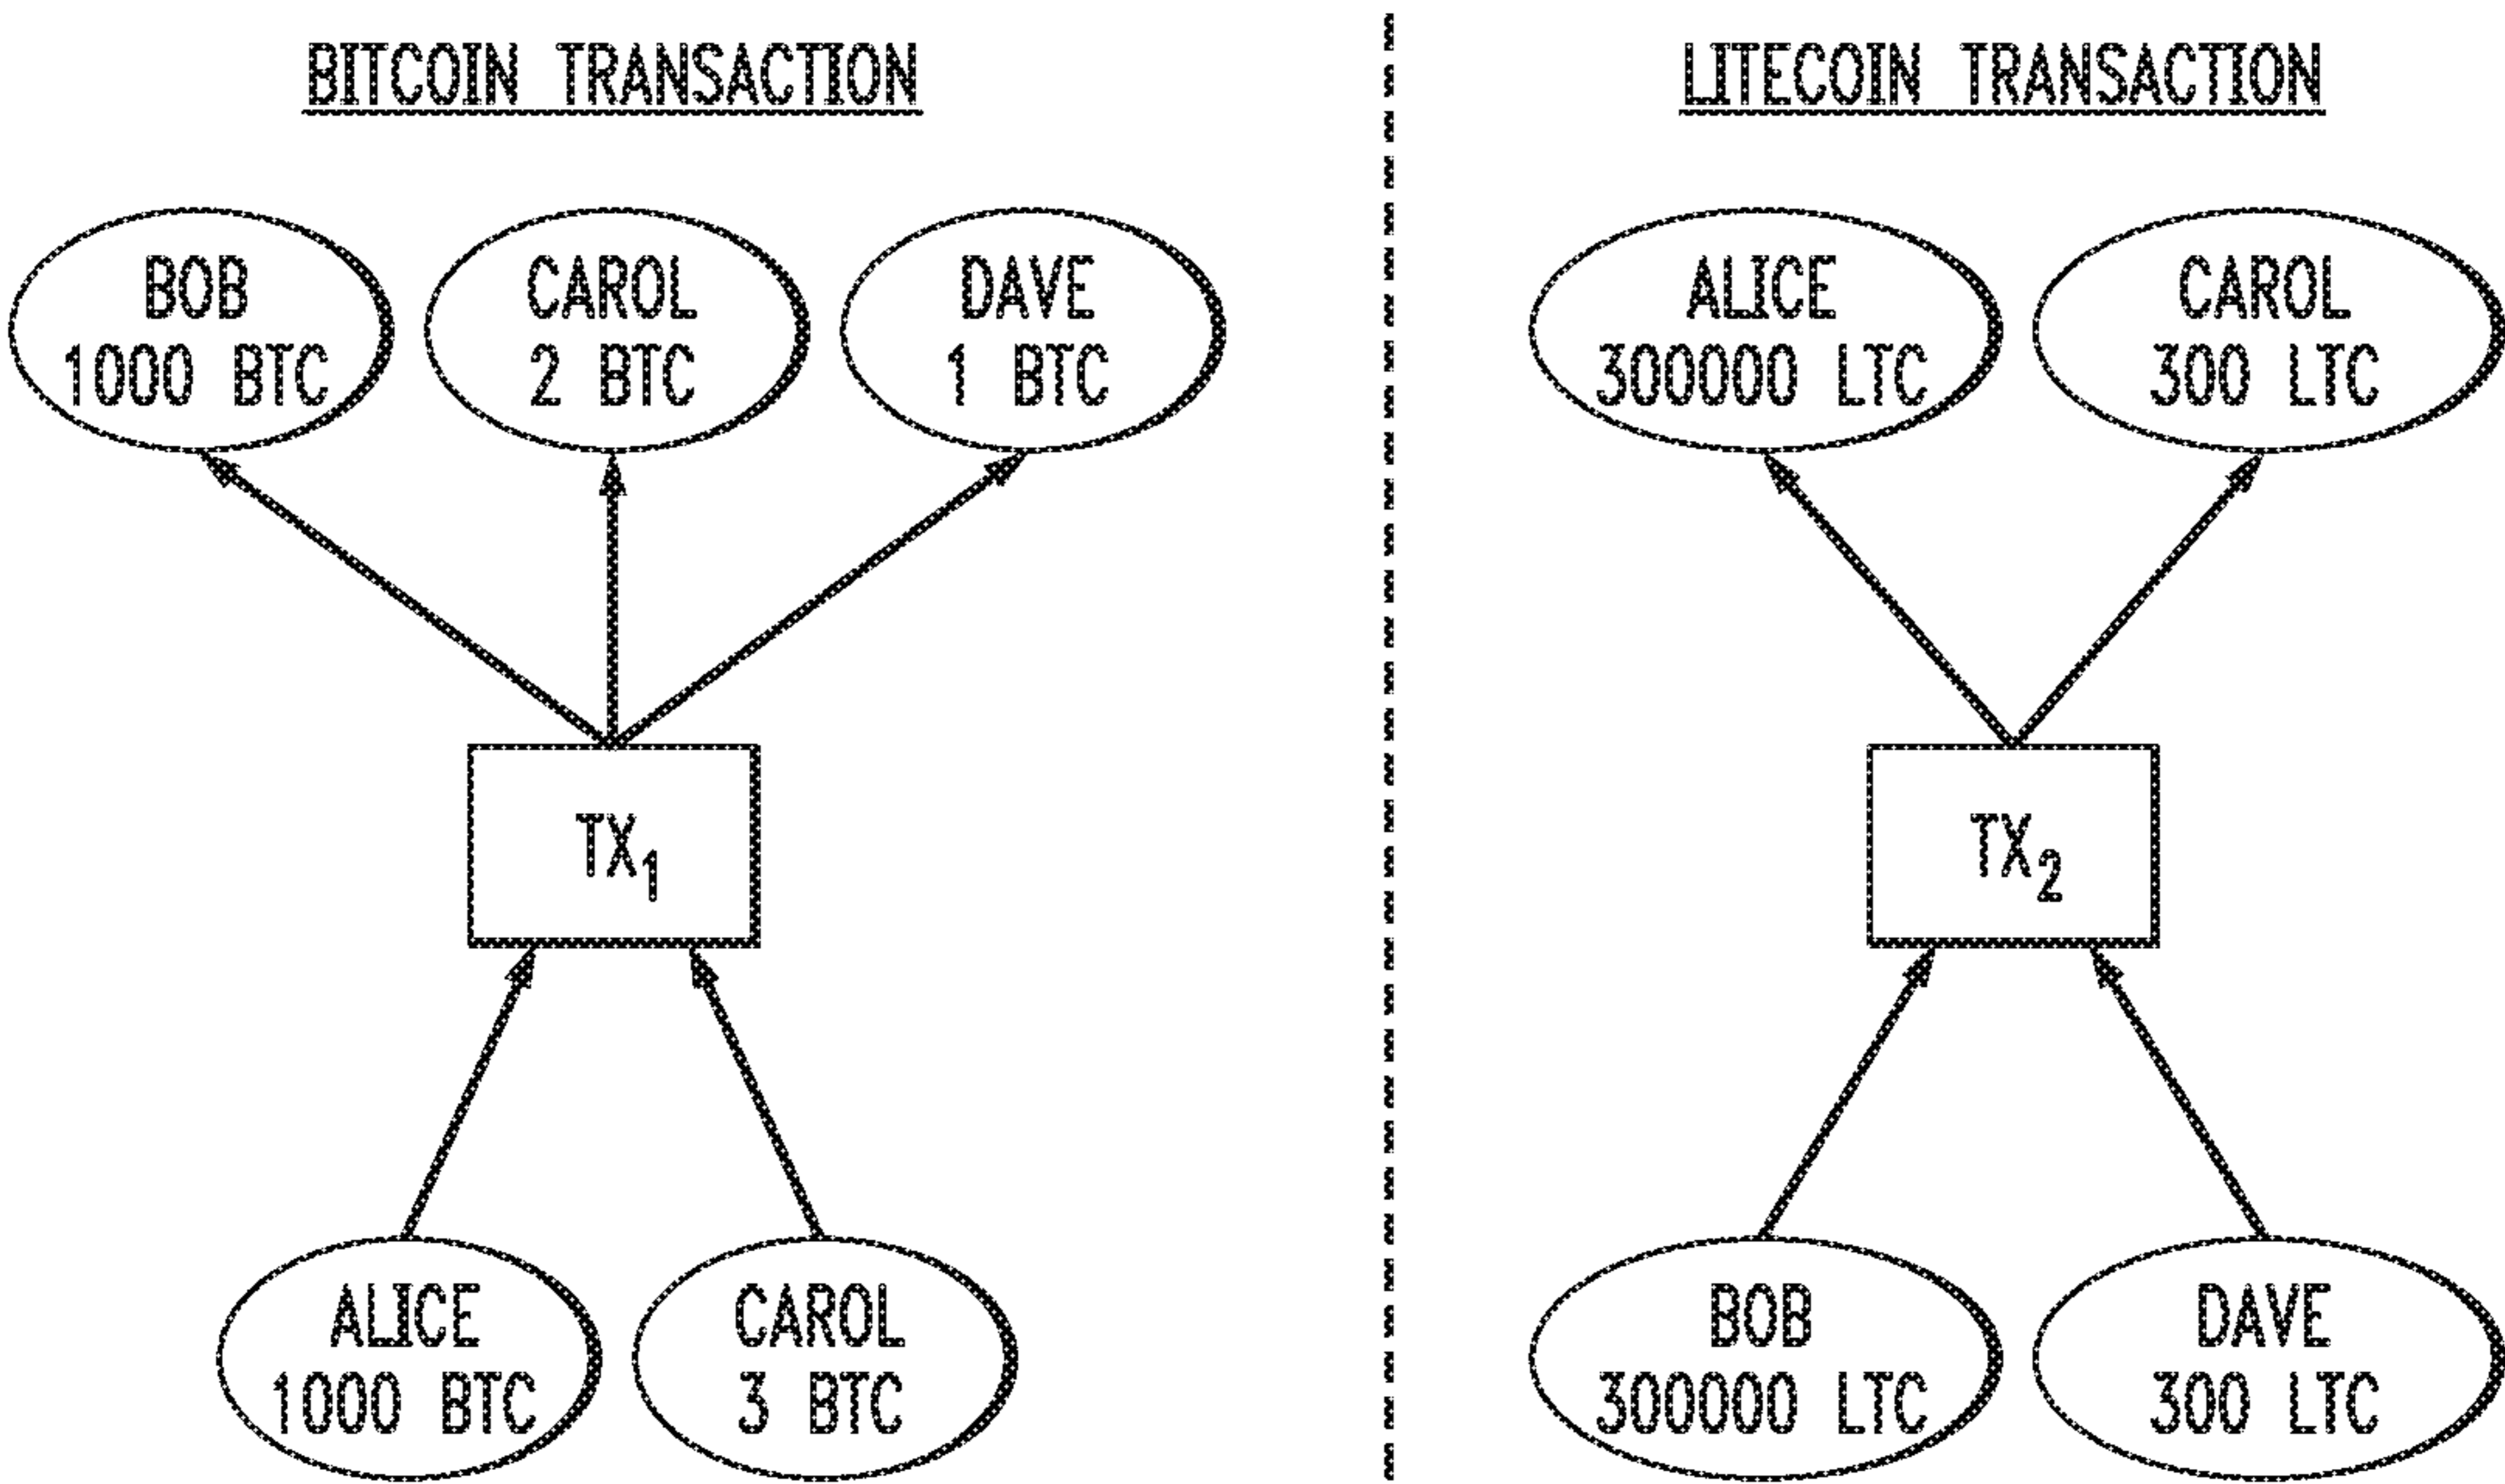 BITCOIN TRANSACTION
BOB
1000 BTC
CAROL
2 BTC
DAVE
1 BTC
TX1
ALICE
1000 BTC
CAROL
3 BTC
LITECOIN TRANSACTION
ALICE
300000 LTC
CAROL
300 LTC
TX2
BOB
300000 LTC
DAVE
300 LTC